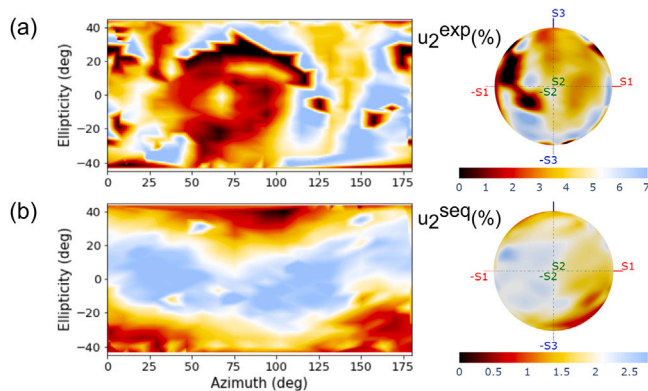 (a)
Ellipticity (deg)
40
20
0
-20
-40
0 25 50 75 100 125 150 175
u2exp(%)
S3
S1
S2
-S1
-S2
-S3
0 1 2 3 4 5 6 7
(b)
Ellipticity (deg)
40
20
0
-20
-40
0 25 50 75 100 125 150 175
Azimuth (deg)
u2seq(%)
S3
S1
S2
-S1
-S2
-S3
0 0.5 1 1.5 2 2.5